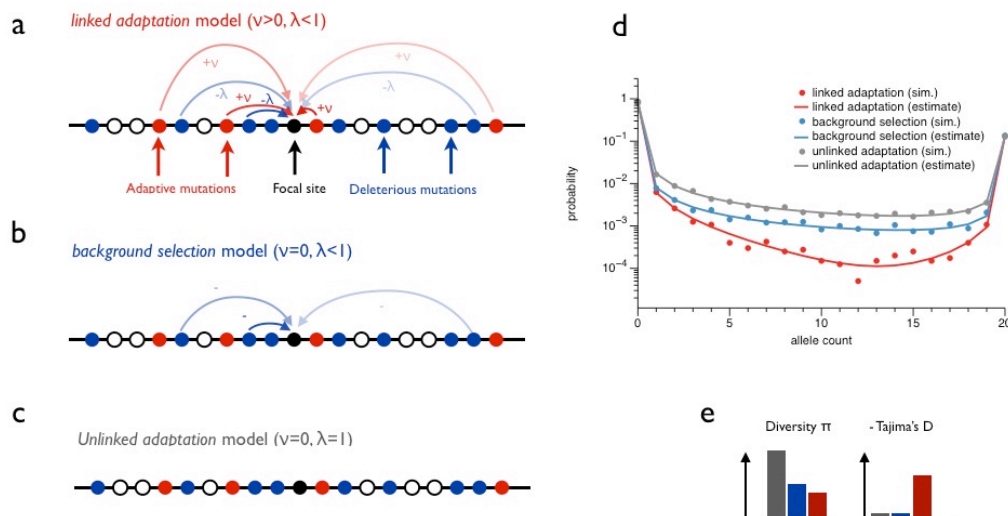 a
linked adaptation model (ν>0, λ<1)
+ν
+ν
-λ
-λ
+ν
-λ
+ν
Adaptive mutations
Focal site
Deleterious mutations
b
background selection model (ν=0, λ<1)
-
-
-
c
Unlinked adaptation model (ν=0, λ=1)
d
linked adaptation (sim.)
linked adaptation (estimate)
background selection (sim.)
background selection (estimate)
unlinked adaptation (sim.)
unlinked adaptation (estimate)
probability
1
10⁻¹
10⁻²
10⁻³
10⁻⁴
0 5 10 15 20
allele count
e
Diversity π
- Tajima's D